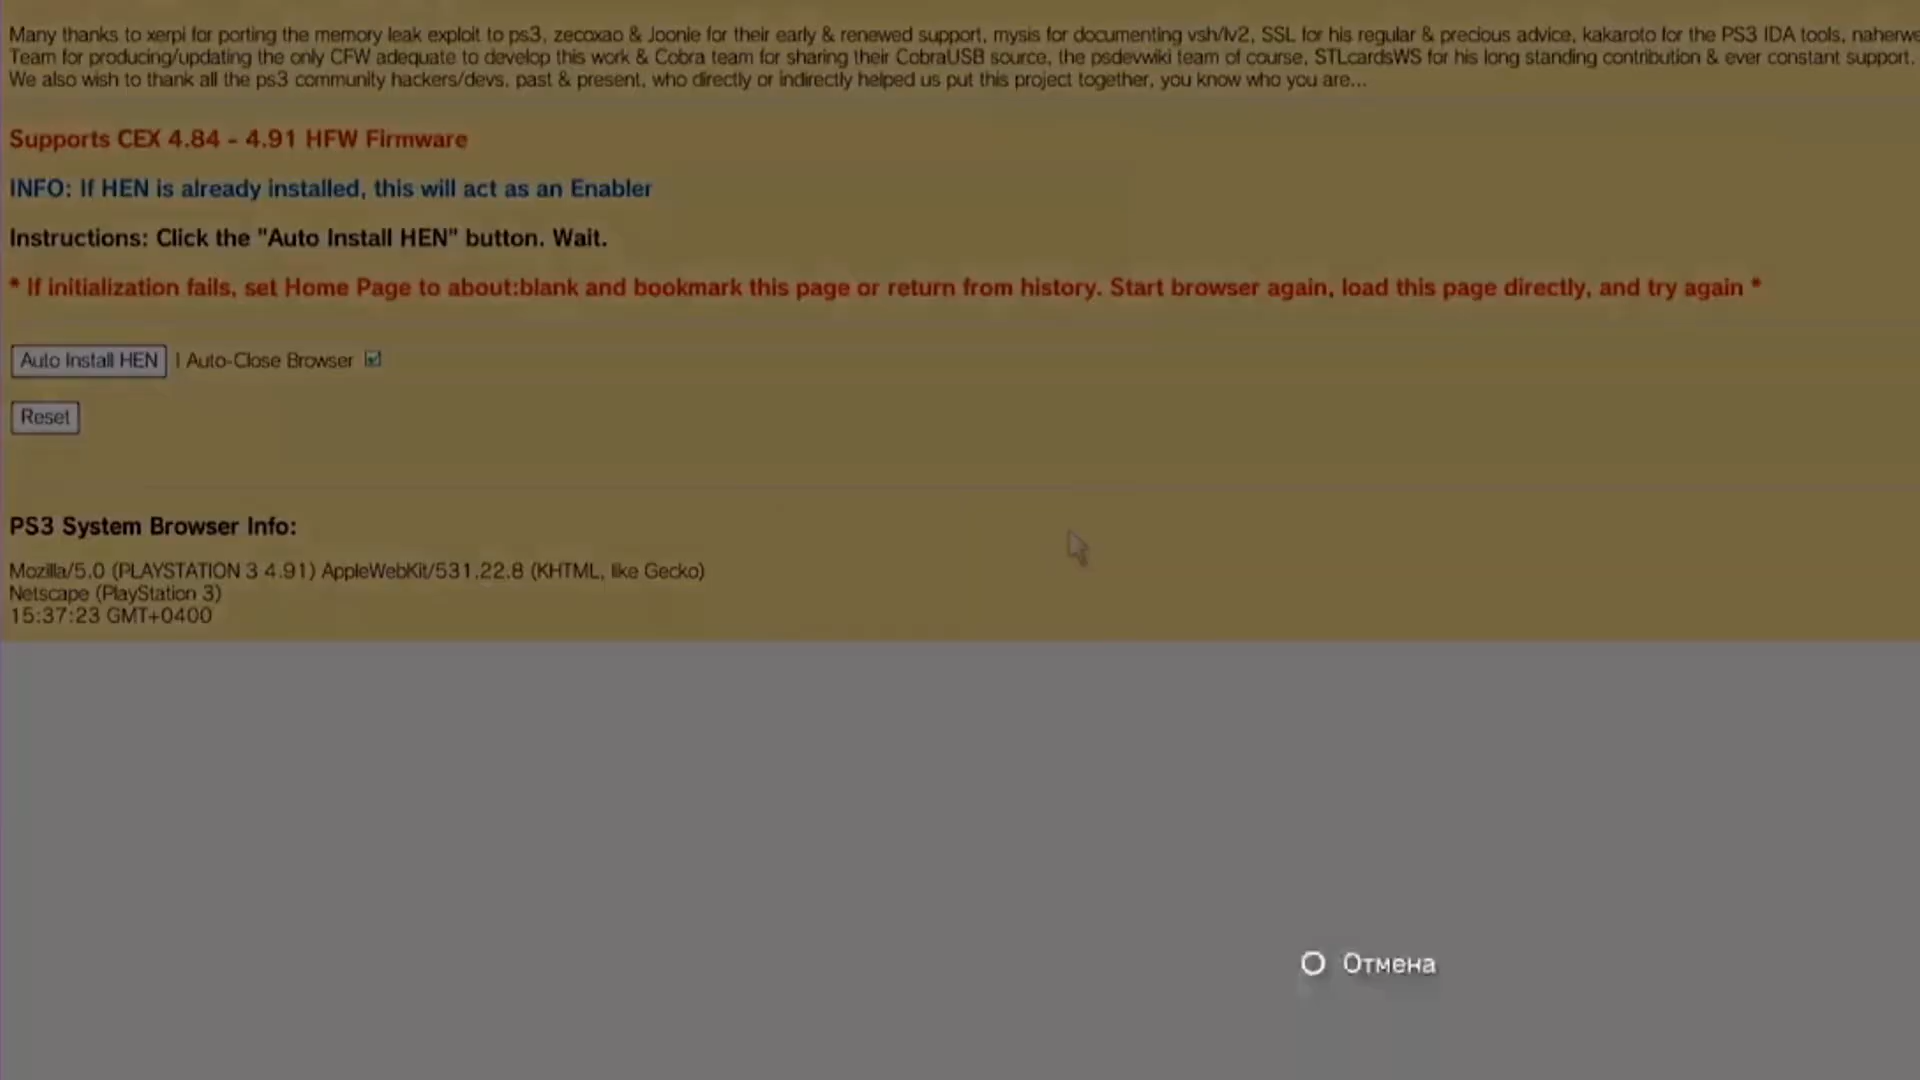 Many thanks to xerpi for porting the memory leak exploit to ps3, zecoxao & Joonie for their early & renewed support, mysis for documenting vsh/lv2, SSL for his regular & precious advice, kakaroto for the PS3 IDA tools, naherwe
Team for producing/updating the only CFW adequate to develop this work & Cobra team for sharing their CobraUSB source, the psdevwiki team of course, STLcardsWS for his long standing contribution & ever constant support.
We also wish to thank all the ps3 community hackers/devs, past & present, who directly or indirectly helped us put this project together, you know who you are...
Supports CEX 4.84 - 4.91 HFW Firmware
INFO: If HEN is already installed, this will act as an Enabler
Instructions: Click the "Auto Install HEN" button. Wait.
* If initialization fails, set Home Page to about:blank and bookmark this page or return from history. Start browser again, load this page directly, and try again *
Auto Install HEN | Auto-Close Browser
Reset
PS3 System Browser Info:
Mozilla/5.0 (PLAYSTATION 3 4.91) AppleWebKit/531.22.8 (KHTML, like Gecko)
Netscape (PlayStation 3)
15:37:23 GMT+0400
Отмена